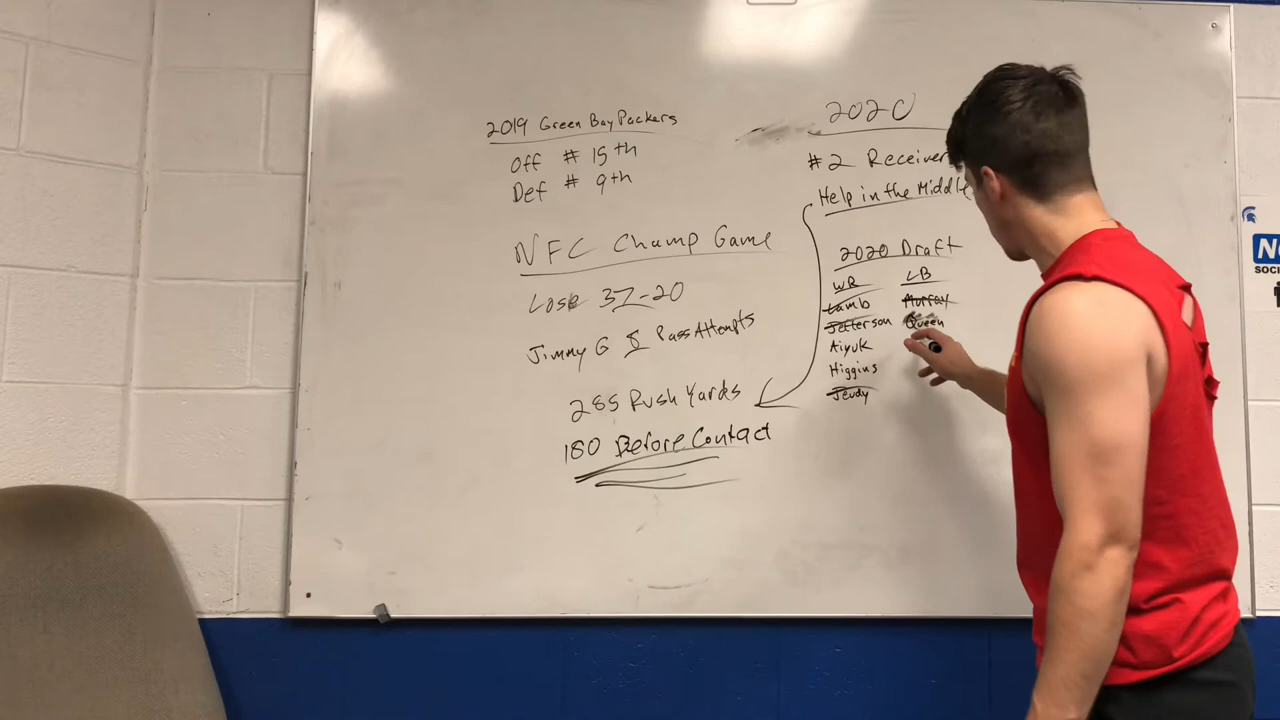 2019 Green Bay Packers
Off # 15th
Def # 9th
NFC Champ Game
Lose 37-20
Jimmy G 8 Pass Attempts
285 Rush Yards
180 Before Contact
2020
#2 Receiver
Help in the Middle
2020 Draft
WR LB
Lamb Murray
Jefferson Queen
Aiyuk
Higgins
Jeudy
SOCI